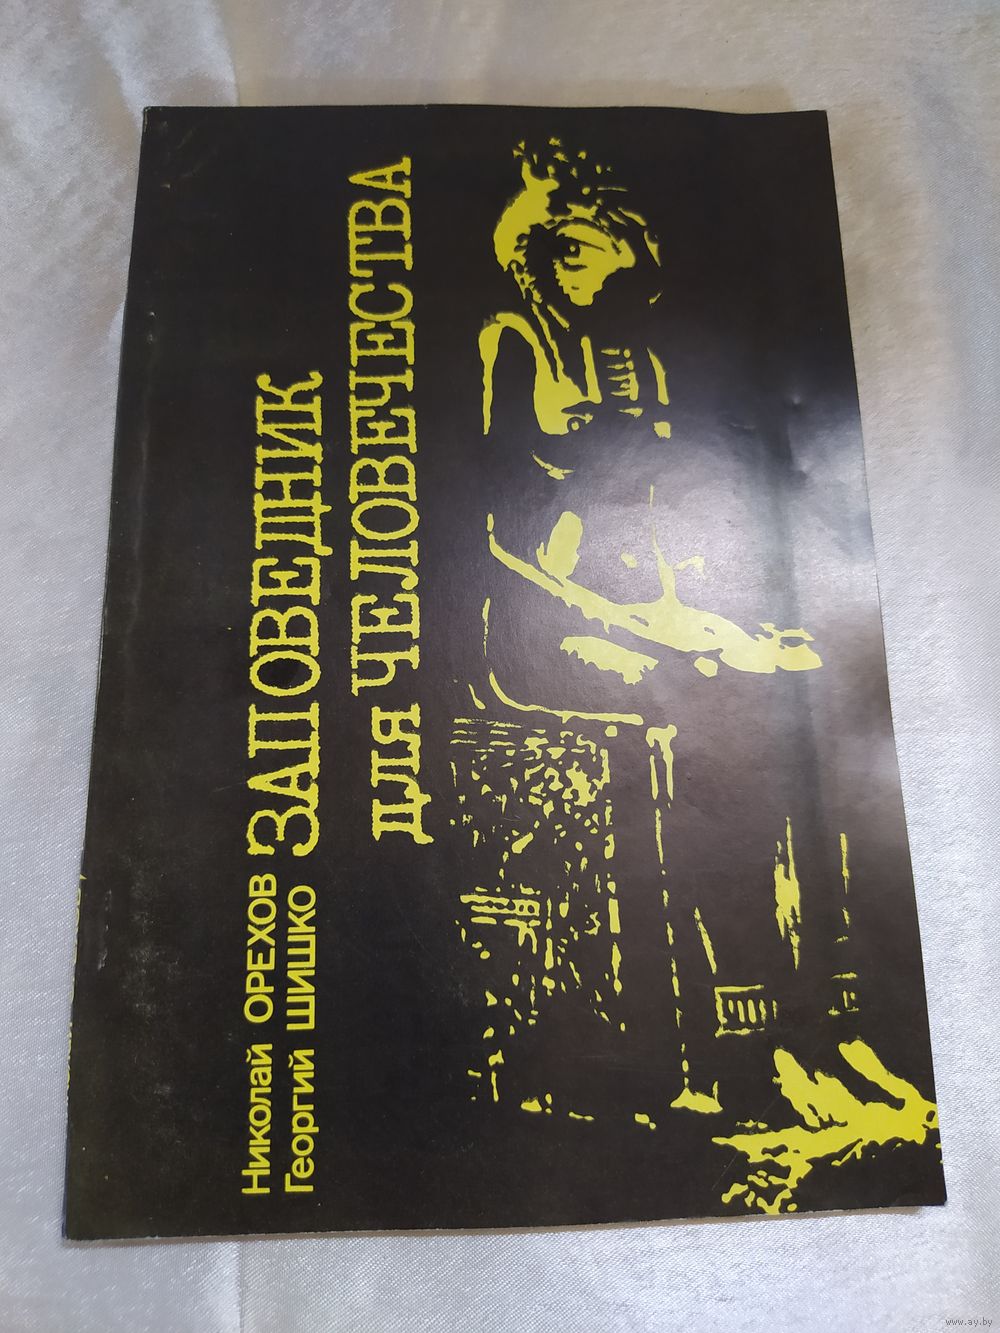 Николай ОРЕХОВ
Георгий ШИШКО
ЗАПОВЕДНИК
ДЛЯ ЧЕЛОВЕЧЕСТВА
www.ay.by